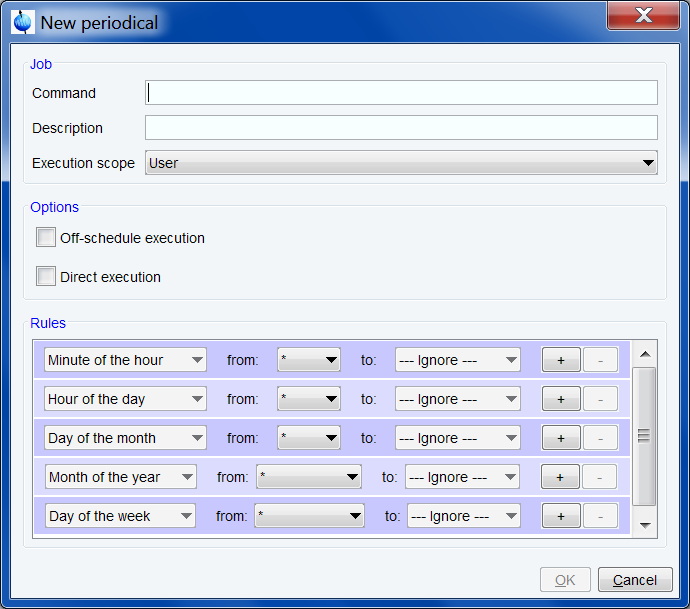 New periodical
Job
Command
Description
Execution scope User
Options
Off-schedule execution
Direct execution
Rules
Minute of the hour from: * to: --- Ignore --- + -
Hour of the day from: * to: --- Ignore --- + -
Day of the month from: * to: --- Ignore --- + -
Month of the year from: * to: --- Ignore --- + -
Day of the week from: * to: --- Ignore --- + -
OK Cancel